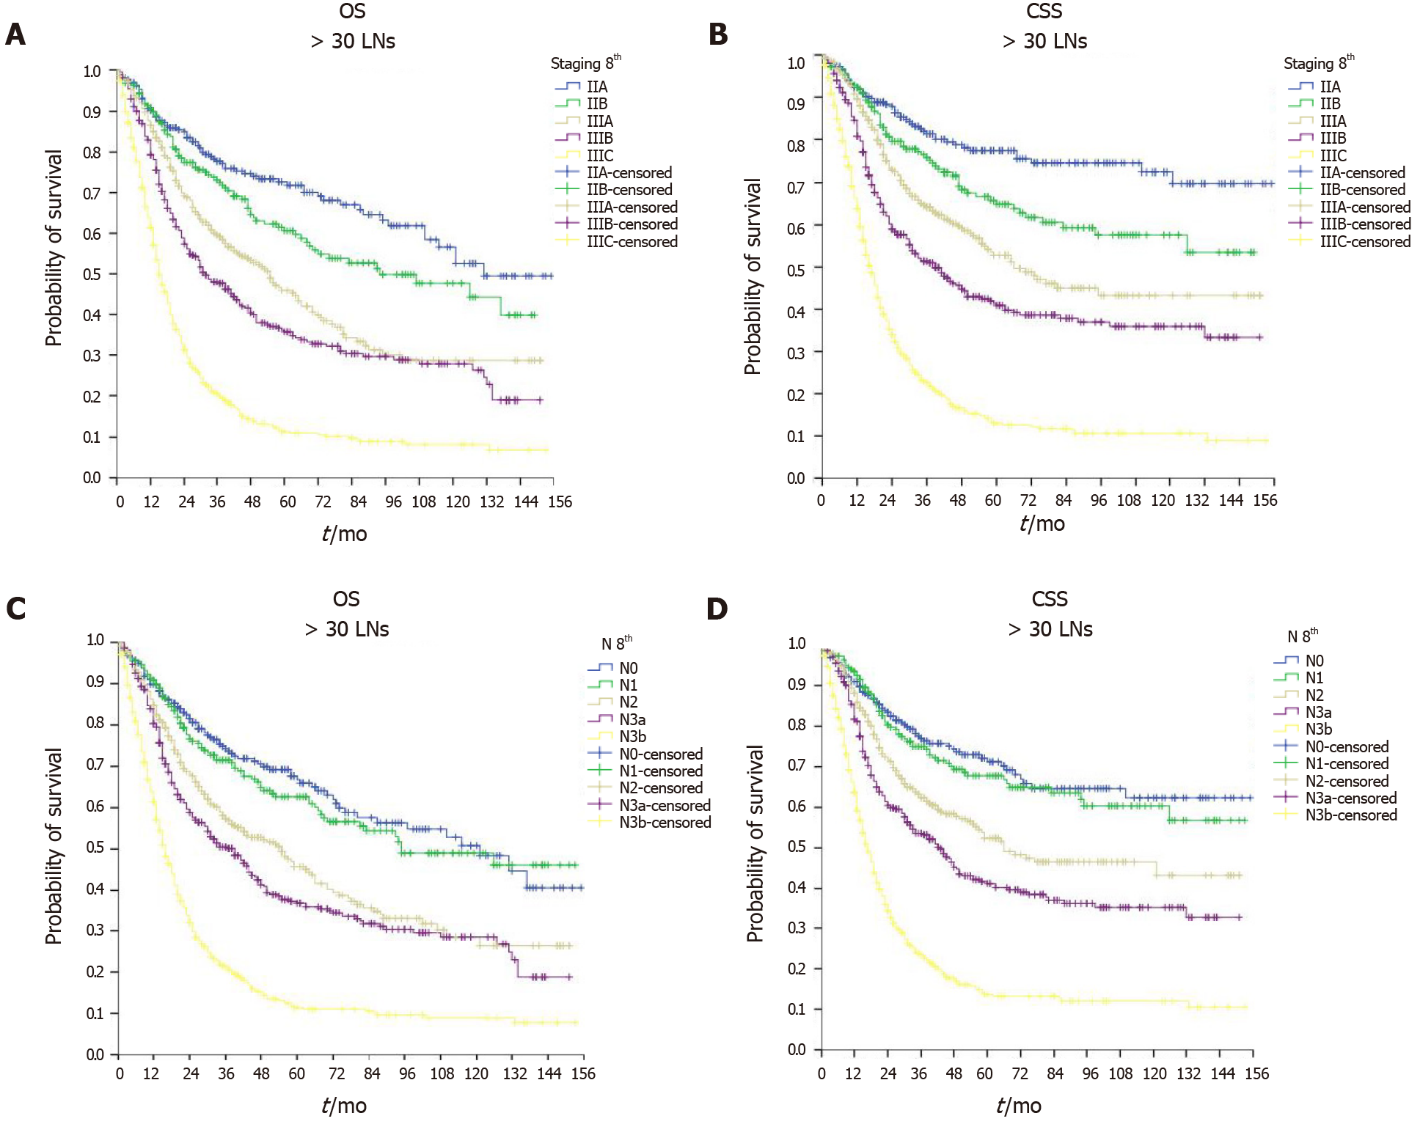 A
OS
> 30 LNs
Staging 8th
IIA
IIB
IIIA
IIIB
IIIC
IIA-censored
IIB-censored
IIIA-censored
IIIB-censored
IIIC-censored
Probability of survival
1.0
0.9
0.8
0.7
0.6
0.5
0.4
0.3
0.2
0.1
0.0
0 12 24 36 48 60 72 84 96 108 120 132 144 156
t/mo
B
CSS
> 30 LNs
Staging 8th
IIA
IIB
IIIA
IIIB
IIIC
IIA-censored
IIB-censored
IIIA-censored
IIIB-censored
IIIC-censored
Probability of survival
1.0
0.9
0.8
0.7
0.6
0.5
0.4
0.3
0.2
0.1
0.0
0 12 24 36 48 60 72 84 96 108 120 132 144 156
t/mo
C
OS
> 30 LNs
N 8th
N0
N1
N2
N3a
N3b
N0-censored
N1-censored
N2-censored
N3a-censored
N3b-censored
Probability of survival
1.0
0.9
0.8
0.7
0.6
0.5
0.4
0.3
0.2
0.1
0.0
0 12 24 36 48 60 72 84 96 108 120 132 144 156
t/mo
D
CSS
> 30 LNs
N 8th
N0
N1
N2
N3a
N3b
N0-censored
N1-censored
N2-censored
N3a-censored
N3b-censored
Probability of survival
1.0
0.9
0.8
0.7
0.6
0.5
0.4
0.3
0.2
0.1
0.0
0 12 24 36 48 60 72 84 96 108 120 132 144 156
t/mo